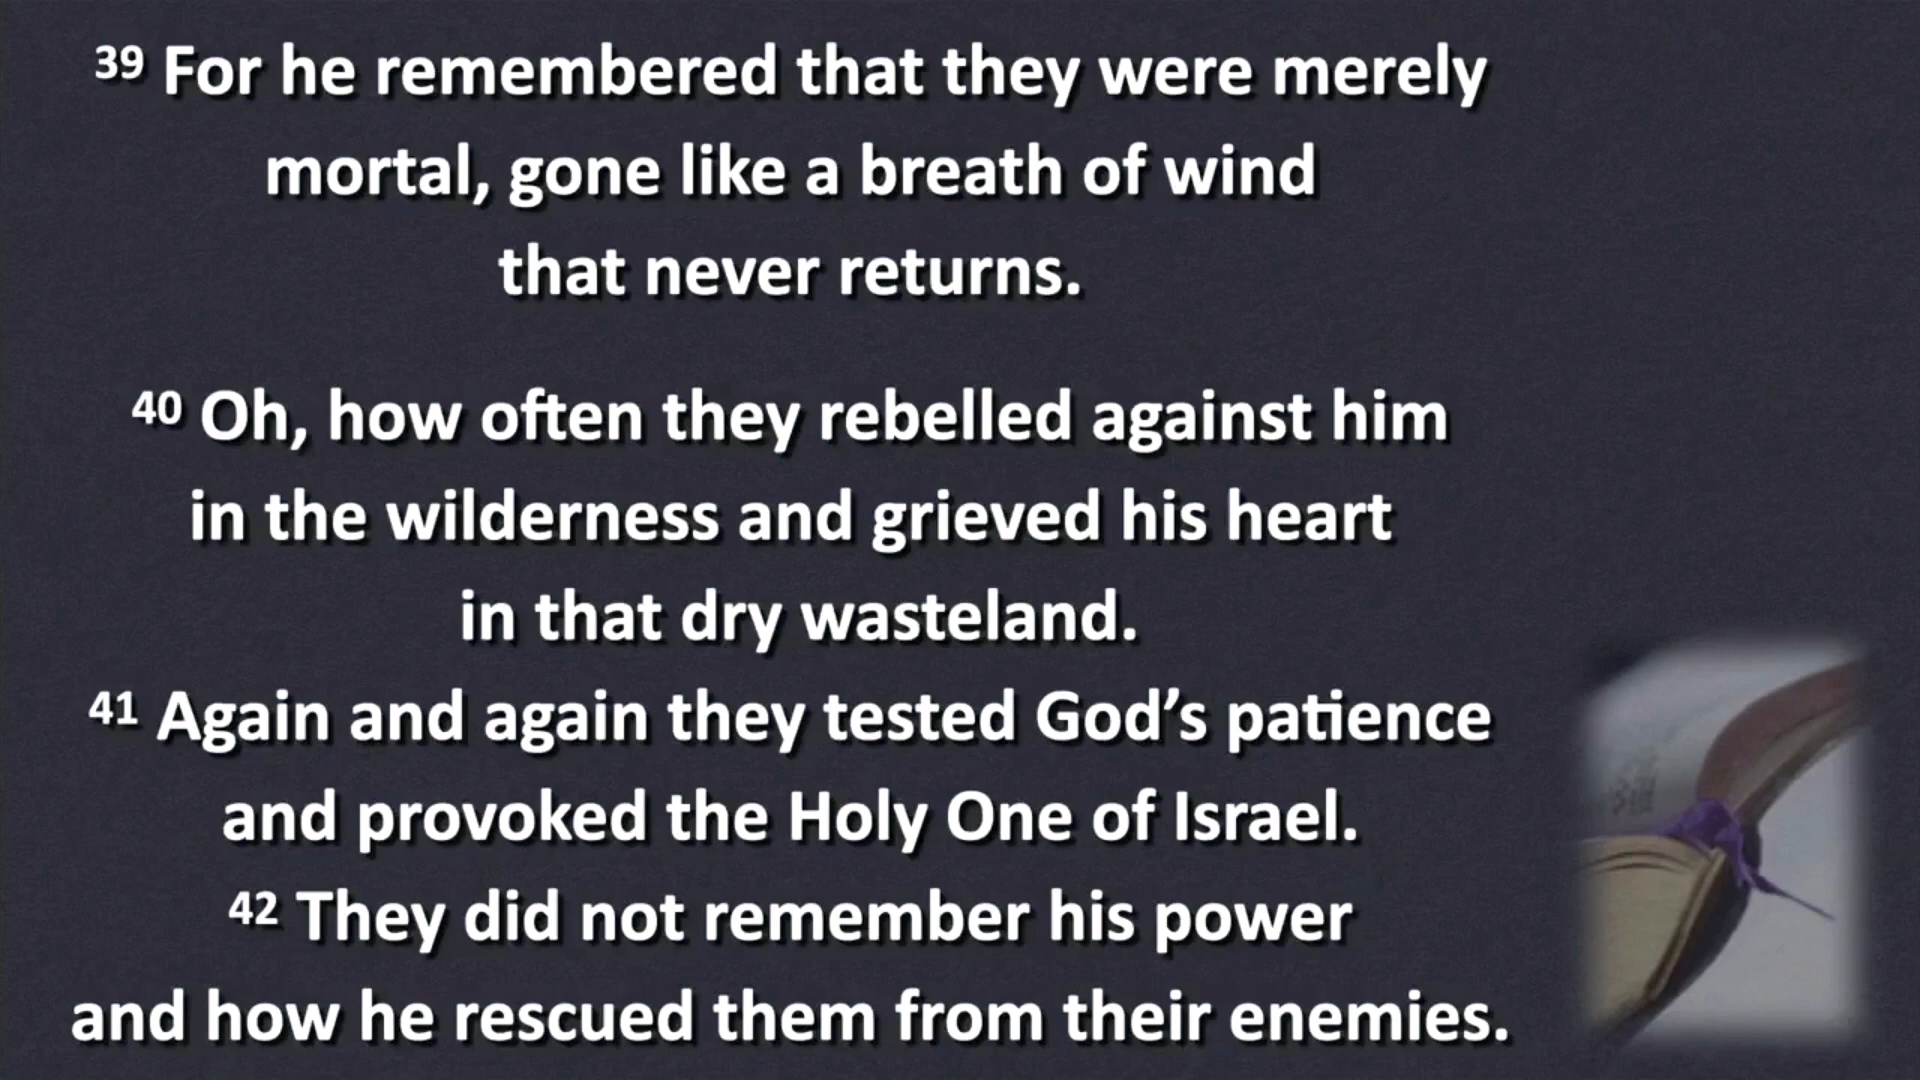 39 For he remembered that they were merely
mortal, gone like a breath of wind
that never returns.
40 Oh, how often they rebelled against him
in the wilderness and grieved his heart
in that dry wasteland.
41 Again and again they tested God’s patience
and provoked the Holy One of Israel.
42 They did not remember his power
and how he rescued them from their enemies.